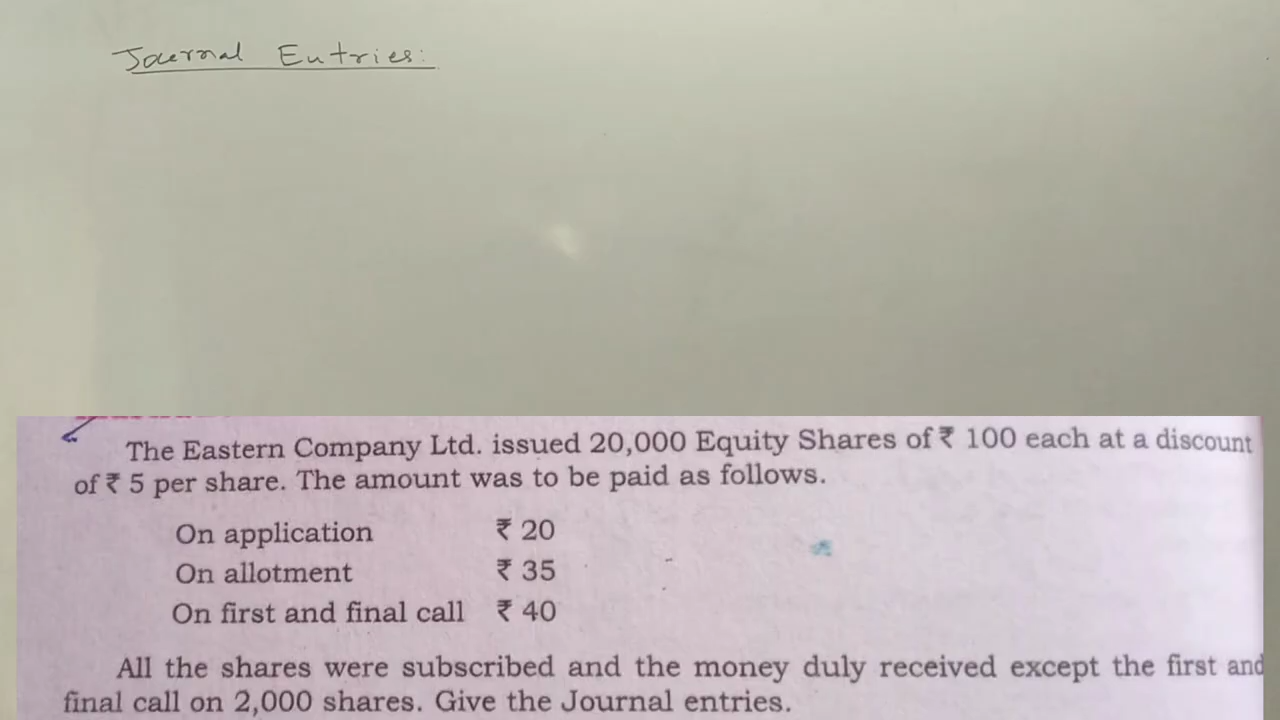 Journal Entries:
The Eastern Company Ltd. issued 20,000 Equity Shares of ₹ 100 each at a discount
of ₹ 5 per share. The amount was to be paid as follows.
On application ₹ 20
On allotment ₹ 35
On first and final call ₹ 40
All the shares were subscribed and the money duly received except the first and
final call on 2,000 shares. Give the Journal entries.